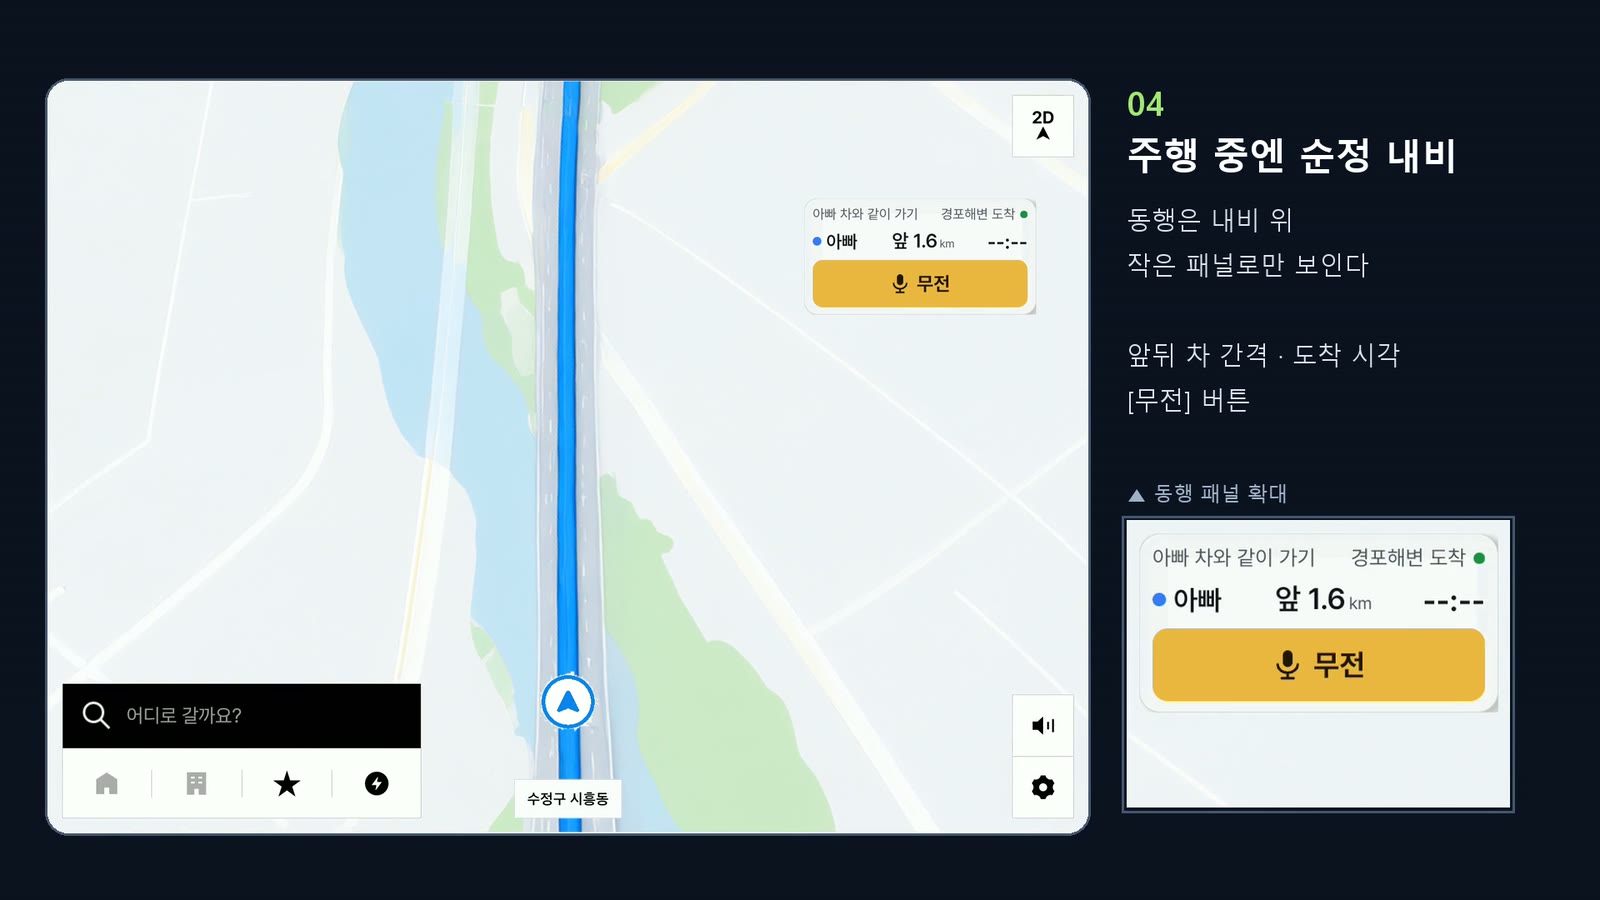 2D
아빠 차와 같이 가기 경포해변 도착
아빠 앞 1.6 km --:--
무전
어디로 갈까요?
수정구 시흥동
04
주행 중엔 순정 내비
동행은 내비 위
작은 패널로만 보인다
앞뒤 차 간격 · 도착 시각
[무전] 버튼
▲ 동행 패널 확대
아빠 차와 같이 가기 경포해변 도착
아빠 앞 1.6 km --:--
무전